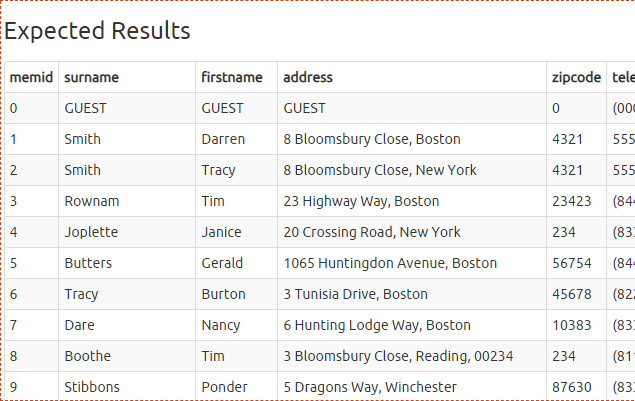 Expected Results
memid surname firstname address zipcode tele
0 GUEST GUEST GUEST 0 (000
1 Smith Darren 8 Bloomsbury Close, Boston 4321 555
2 Smith Tracy 8 Bloomsbury Close, New York 4321 555
3 Rownam Tim 23 Highway Way, Boston 23423 (844
4 Joplette Janice 20 Crossing Road, New York 234 (833
5 Butters Gerald 1065 Huntingdon Avenue, Boston 56754 (844
6 Tracy Burton 3 Tunisia Drive, Boston 45678 (822
7 Dare Nancy 6 Hunting Lodge Way, Boston 10383 (833
8 Boothe Tim 3 Bloomsbury Close, Reading, 00234 234 (811
9 Stibbons Ponder 5 Dragons Way, Winchester 87630 (833